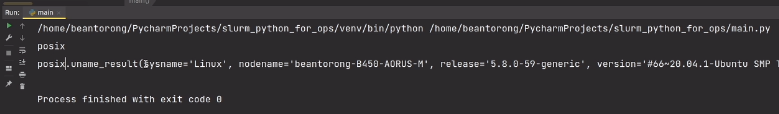 Run: main
/home/beantorong/PycharmProjects/slurm_python_for_ops/venv/bin/python /home/beantorong/PycharmProjects/slurm_python_for_ops/main.py
posix
posix.uname_result(sysname='Linux', nodename='beantorong-B450-AORUS-M', release='5.8.0-59-generic', version='#66~20.04.1-Ubuntu SMP T
Process finished with exit code 0